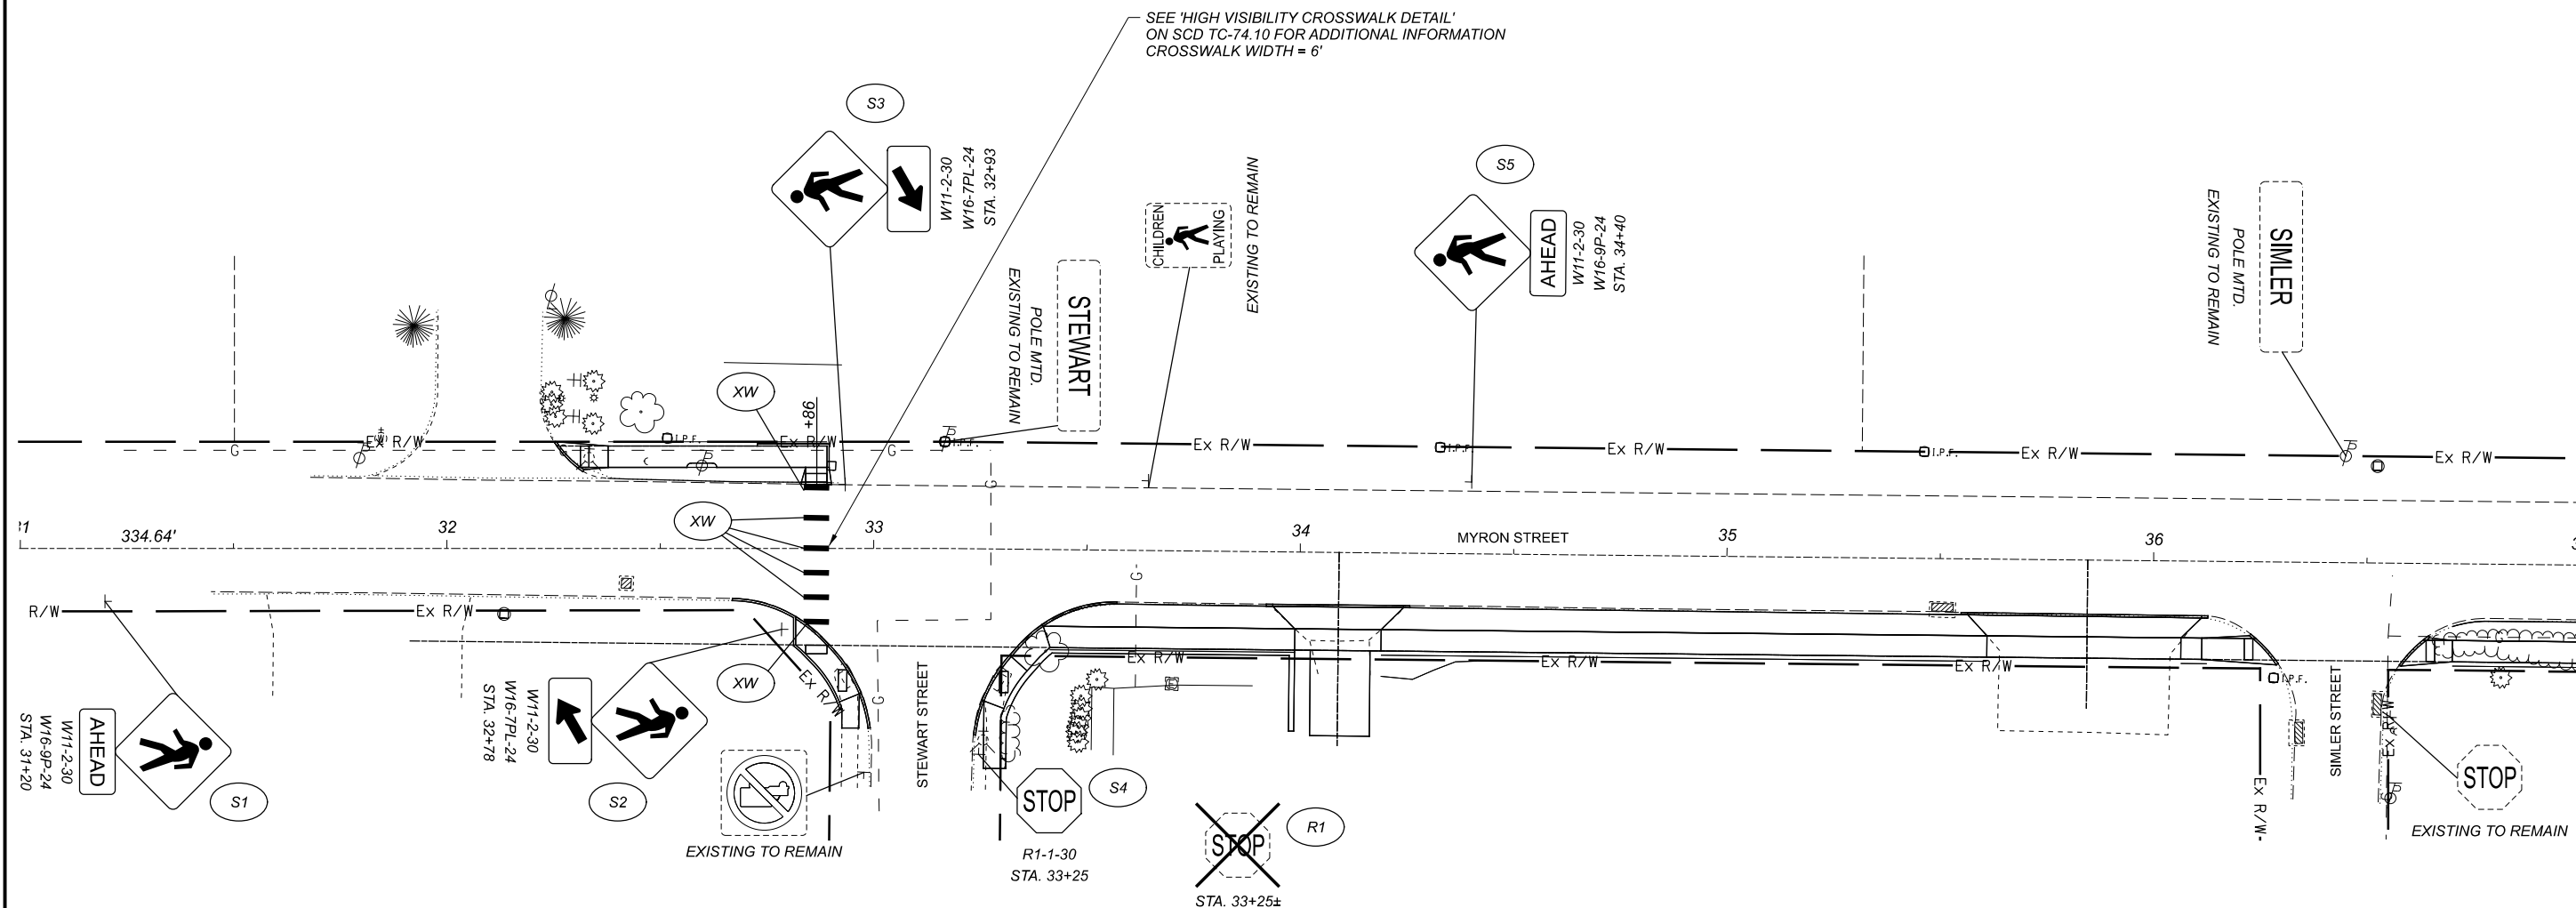 SEE 'HIGH VISIBILITY CROSSWALK DETAIL'
ON SCD TC-74.10 FOR ADDITIONAL INFORMATION
CROSSWALK WIDTH = 6'
S3
W11-2-30
W16-7PL-24
STA. 32+93
CHILDREN
PLAYING
EXISTING TO REMAIN
S5
AHEAD
W11-2-30
W16-9P-24
STA. 34+40
SIMLER
POLE MTD.
EXISTING TO REMAIN
STEWART
POLE MTD.
EXISTING TO REMAIN
XW
+86
Ex R/W
G
I.P.F.
Ex R/W
G
I.P.F.
Ex R/W
I.P.F.
Ex R/W
I.P.F.
Ex R/W
Ex R/W
G
XW
31
334.64'
32
33
34
MYRON STREET
35
36
3
G
R/W
Ex R/W
XW
Ex R/W
G
STEWART STREET
Ex R/W
Ex R/W
Ex R/W
I.P.F.
SIMLER STREET
Ex R/W
Ex R/W
G
AHEAD
W11-2-30
W16-9P-24
STA. 31+20
S1
W11-2-30
W16-7PL-24
STA. 32+78
S2
EXISTING TO REMAIN
STOP
S4
R1-1-30
STA. 33+25
STOP
R1
STA. 33+25±
STOP
EXISTING TO REMAIN